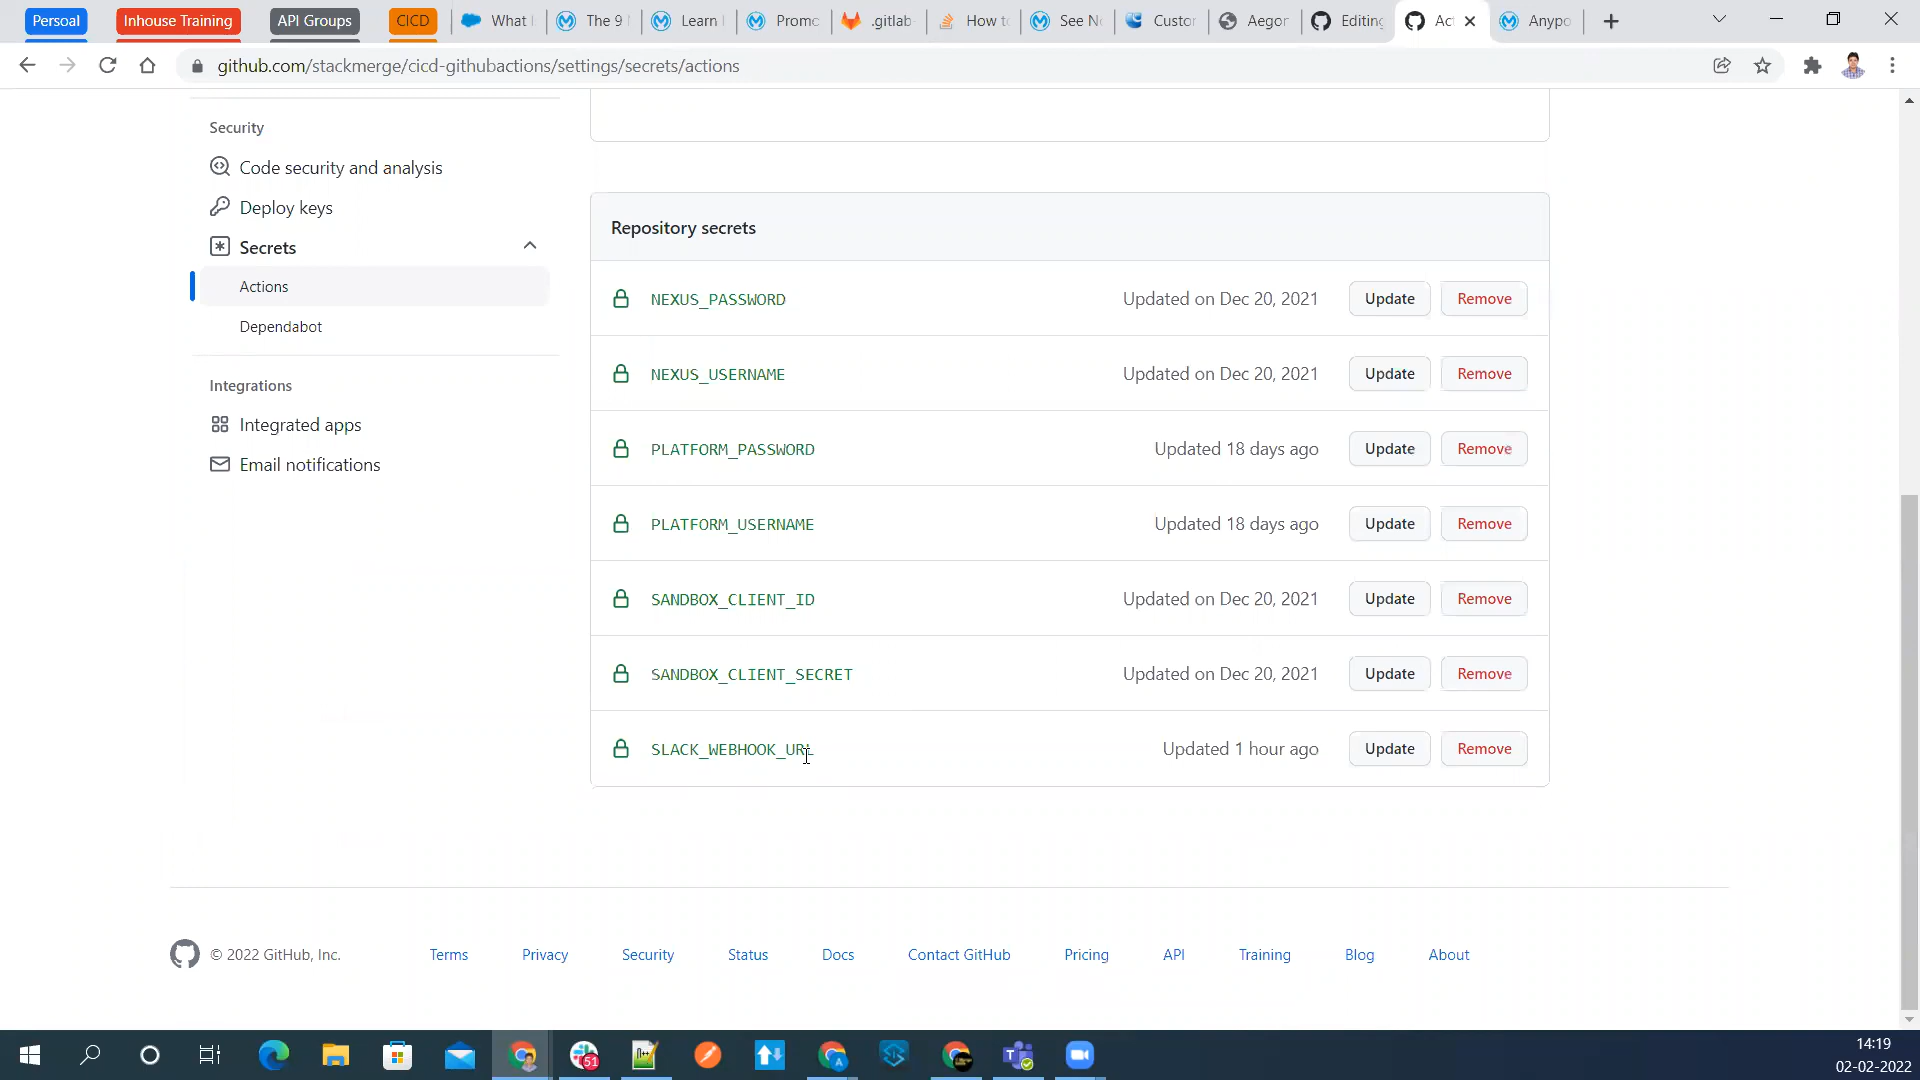 Persoal
Inhouse Training
API Groups
CICD
What
The 9
Learn
Promo
.gitlab-
How to
See N
Custo
Aegor
Editing
Ac
Anypo
github.com/stackmerge/cicd-githubactions/settings/secrets/actions
Security
Code security and analysis
Deploy keys
Secrets
Actions
Dependabot
Integrations
Integrated apps
Email notifications
Repository secrets
NEXUS_PASSWORD Updated on Dec 20, 2021 Update Remove
NEXUS_USERNAME Updated on Dec 20, 2021 Update Remove
PLATFORM_PASSWORD Updated 18 days ago Update Remove
PLATFORM_USERNAME Updated 18 days ago Update Remove
SANDBOX_CLIENT_ID Updated on Dec 20, 2021 Update Remove
SANDBOX_CLIENT_SECRET Updated on Dec 20, 2021 Update Remove
SLACK_WEBHOOK_URL Updated 1 hour ago Update Remove
© 2022 GitHub, Inc. Terms Privacy Security Status Docs Contact GitHub Pricing API Training Blog About
51
14:19
02-02-2022